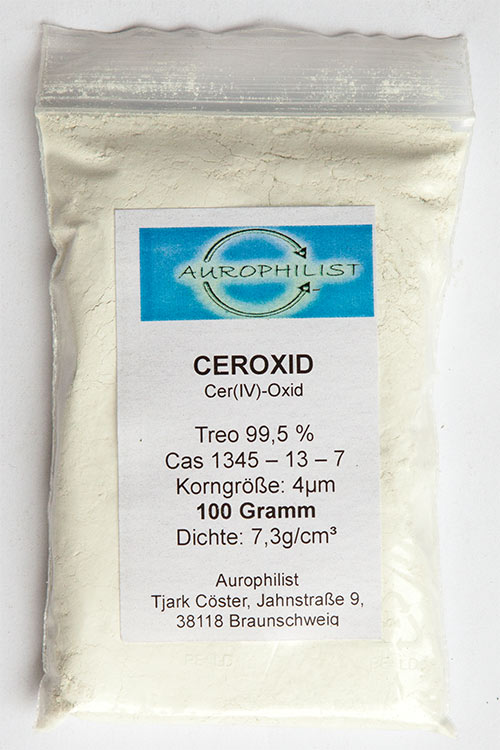 AUROPHILIST
CEROXID
Cer(IV)-Oxid
Treo 99,5 %
Cas 1345 – 13 – 7
Korngröße: 4µm
100 Gramm
Dichte: 7,3g/cm³
Aurophilist
Tjark Cöster, Jahnstraße 9,
38118 Braunschweig